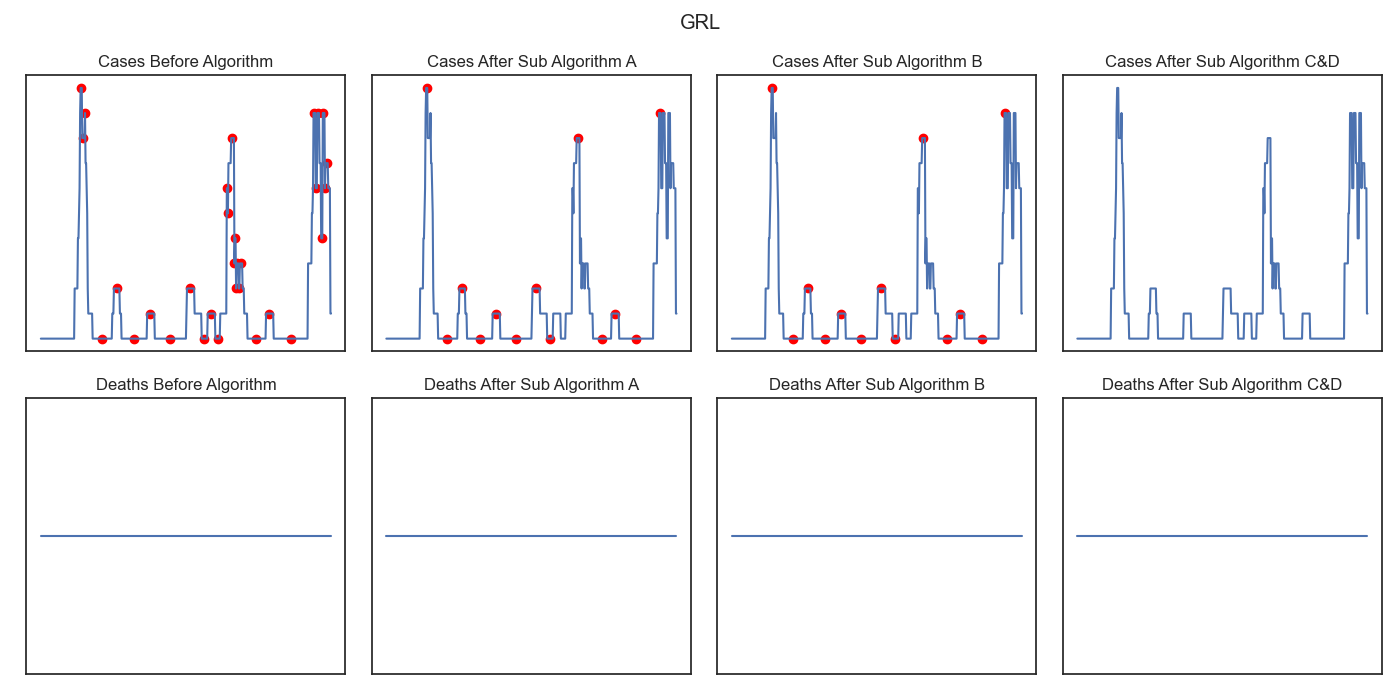 GRL
Cases Before Algorithm
Cases After Sub Algorithm A
Cases After Sub Algorithm B
Cases After Sub Algorithm C&D
Deaths Before Algorithm
Deaths After Sub Algorithm A
Deaths After Sub Algorithm B
Deaths After Sub Algorithm C&D